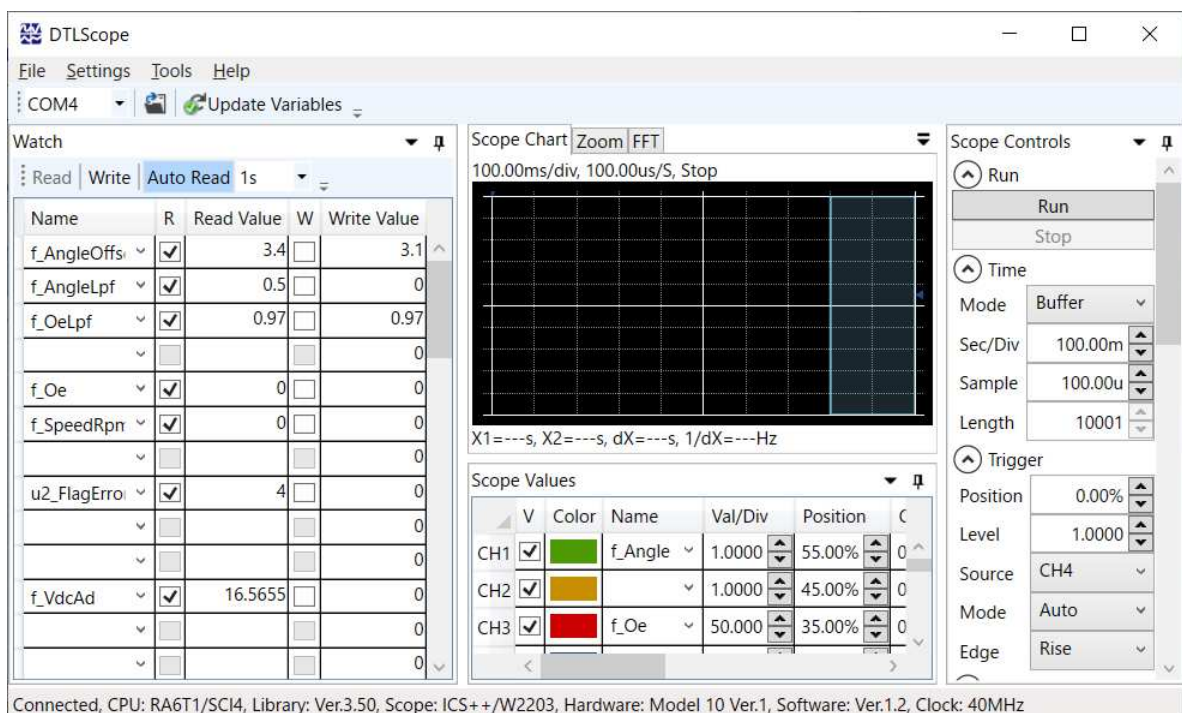 DTLScope
File Settings Tools Help
COM4 Update Variables
Watch
Read Write Auto Read 1s
Name R Read Value W Write Value
f_AngleOffs 3.4 3.1
f_AngleLpf 0.5 0
f_OeLpf 0.97 0.97
0
f_Oe 0 0
f_SpeedRpm 0 0
0
u2_FlagError 4 0
0
0
f_VdcAd 16.5655 0
0
0
Scope Chart Zoom FFT
100.00ms/div, 100.00us/S, Stop
X1=---s, X2=---s, dX=---s, 1/dX=---Hz
Scope Values
V Color Name Val/Div Position
CH1 f_Angle 1.0000 55.00% 0
CH2 1.0000 45.00% 0
CH3 f_Oe 50.000 35.00% 0
Scope Controls
Run
Run
Stop
Time
Mode Buffer
Sec/Div 100.00m
Sample 100.00u
Length 10001
Trigger
Position 0.00%
Level 1.0000
Source CH4
Mode Auto
Edge Rise
Connected, CPU: RA6T1/SCI4, Library: Ver.3.50, Scope: ICS++/W2203, Hardware: Model 10 Ver.1, Software: Ver.1.2, Clock: 40MHz